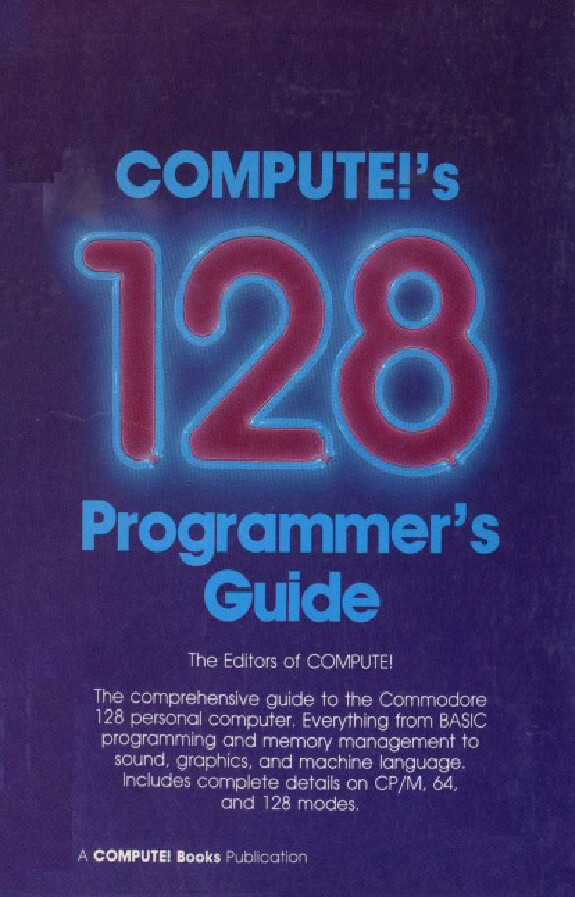 COMPUTE!'s
128
Programmer's
Guide
The Editors of COMPUTE!
The comprehensive guide to the Commodore
128 personal computer. Everything from BASIC
programming and memory management to
sound, graphics, and machine language.
Includes complete details on CP/M, 64,
and 128 modes.
A COMPUTE! Books Publication